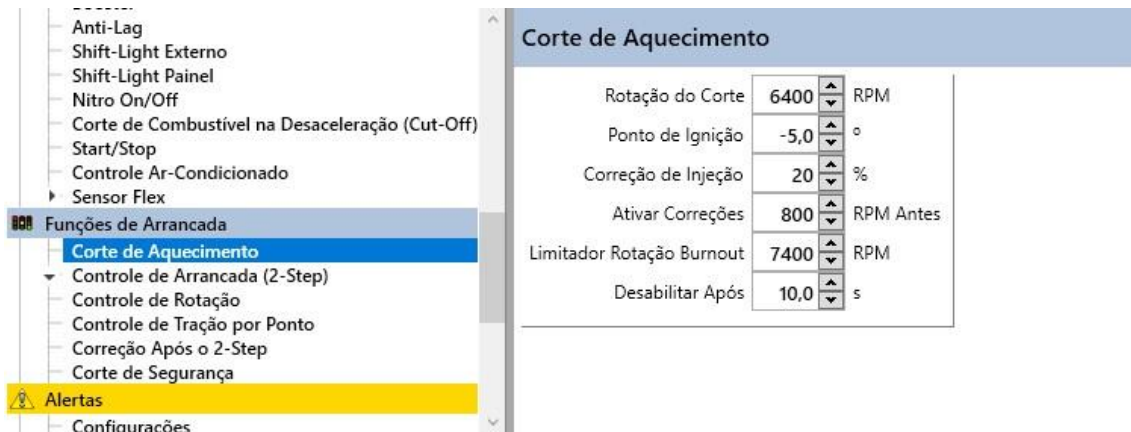 Anti-Lag
Shift-Light Externo
Shift-Light Painel
Nitro On/Off
Corte de Combustível na Desaceleração (Cut-Off)
Start/Stop
Controle Ar-Condicionado
Sensor Flex
Funções de Arrancada
Corte de Aquecimento
Controle de Arrancada (2-Step)
Controle de Rotação
Controle de Tração por Ponto
Correção Após o 2-Step
Corte de Segurança
Alertas
Configurações
Corte de Aquecimento
Rotação do Corte 6400 RPM
Ponto de Ignição -5,0 º
Correção de Injeção 20 %
Ativar Correções 800 RPM Antes
Limitador Rotação Burnout 7400 RPM
Desabilitar Após 10,0 s